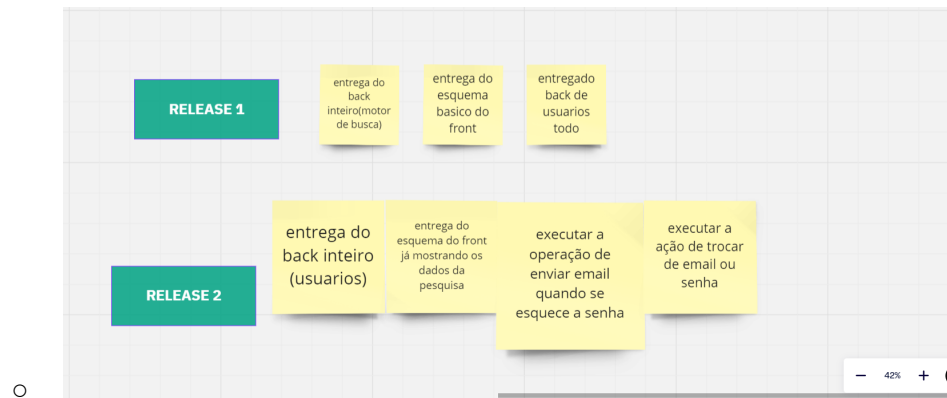 RELEASE 1
entrega do
back
inteiro(motor
de busca)
entrega do
esquema
basico do
front
entregado
back de
usuarios
todo
RELEASE 2
entrega do
back inteiro
(usuarios)
entrega do
esquema do front
já mostrando os
dados da
pesquisa
executar a
operação de
enviar email
quando se
esquece a senha
executar a
ação de trocar
de email ou
senha
42%